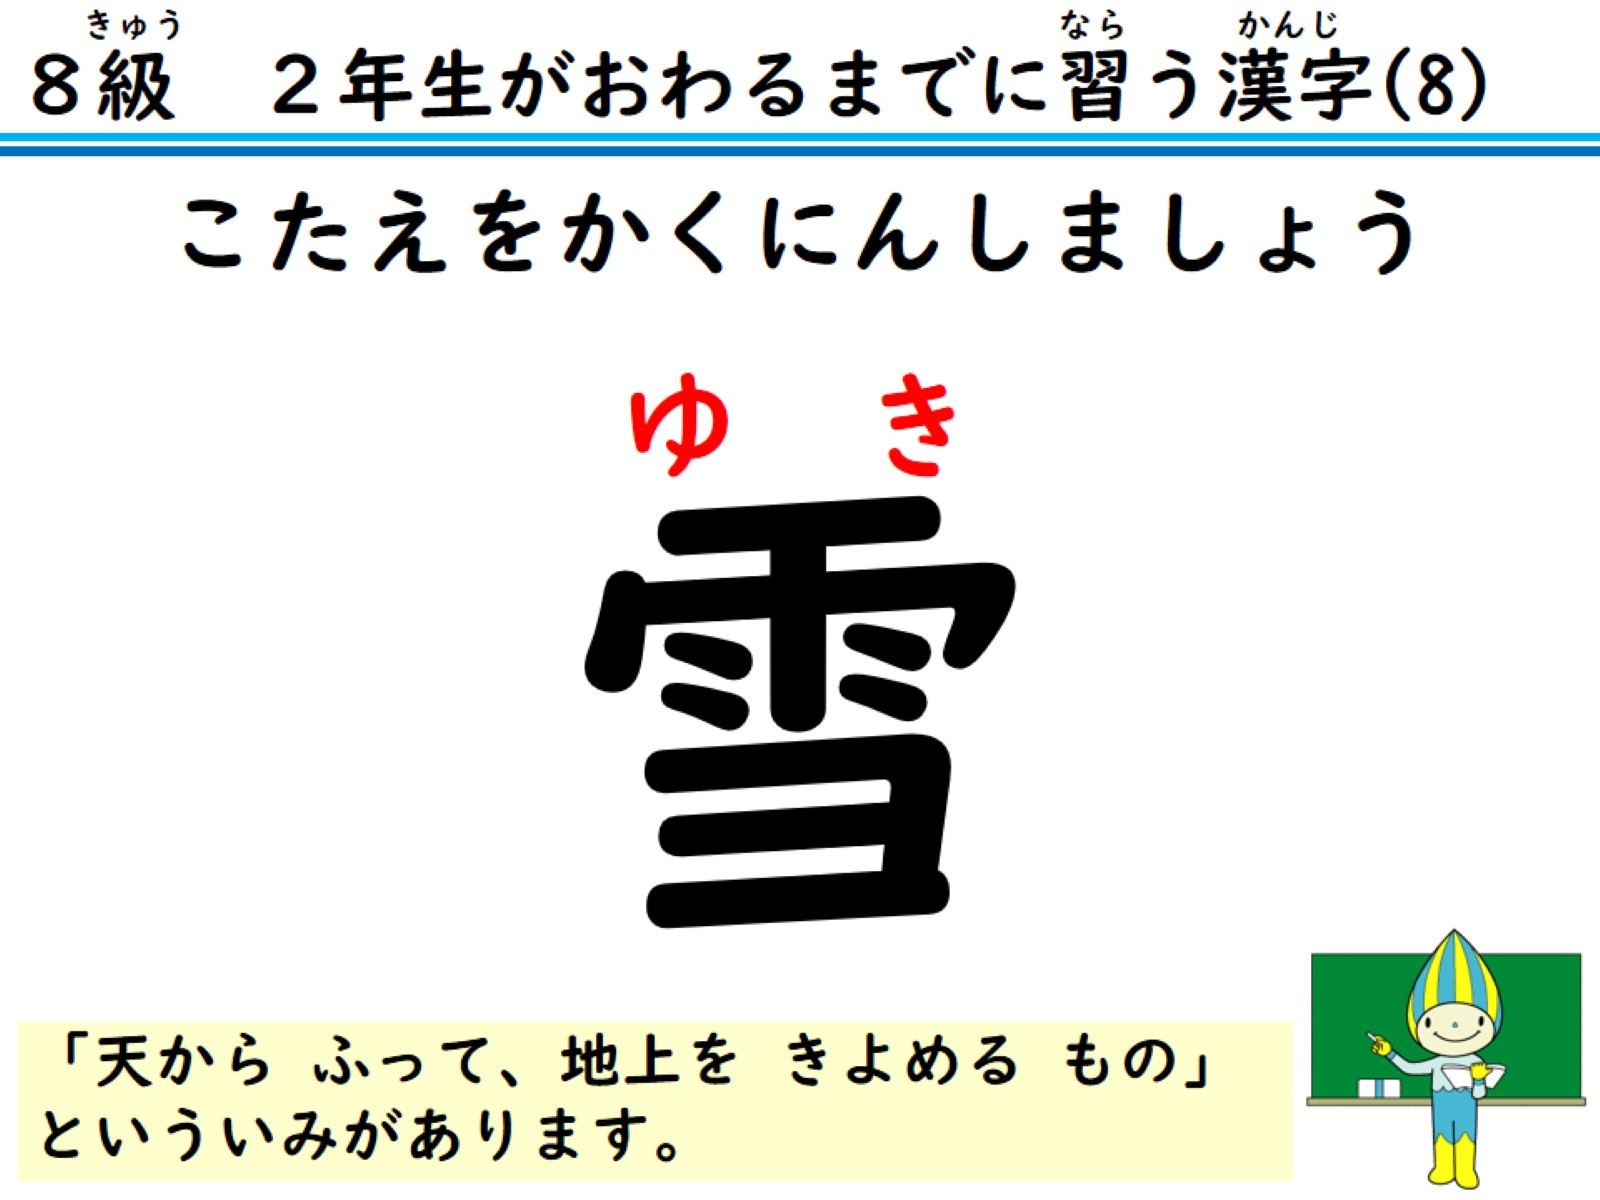 きゅう なら かんじ
８級　２年生がおわるまでに習う漢字(8)
こたえをかくにんしましょう
ゆき
雪
「天から ふって、地上を きよめる もの」
といういみがあります。